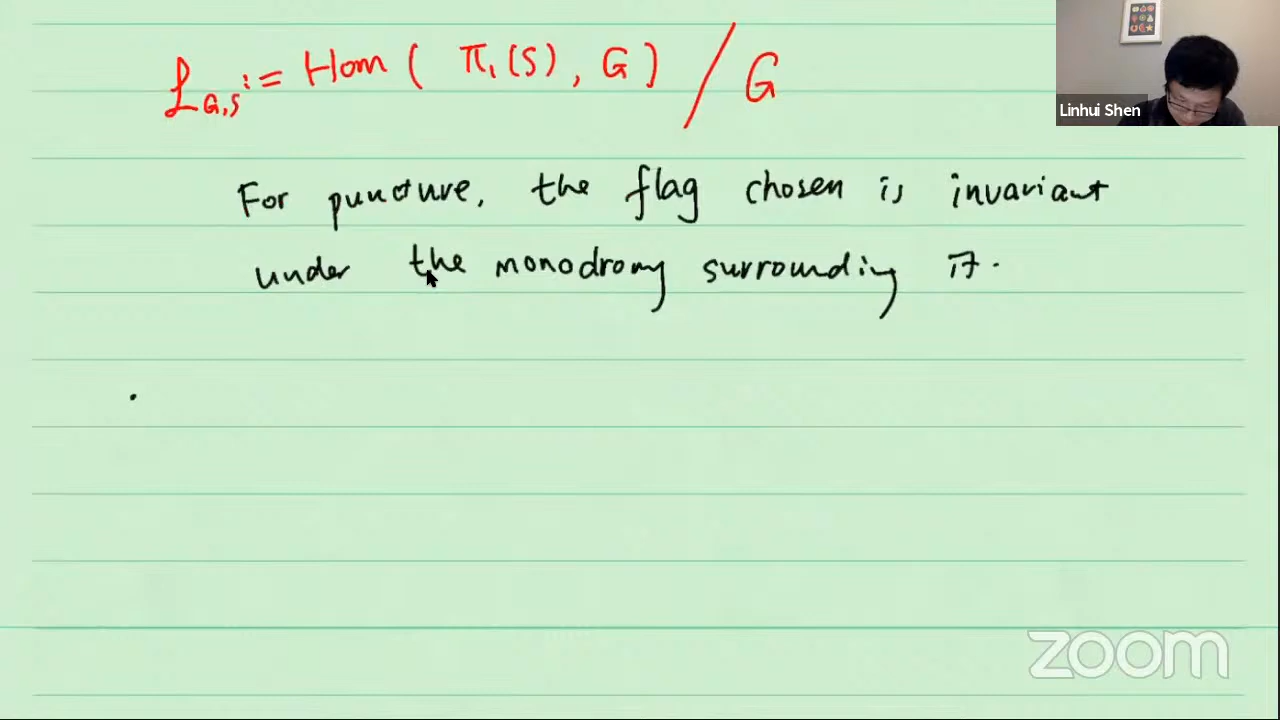 𝓛_{G,S} := Hom ( π₁(S), G ) / G
Linhui Shen
For puncture, the flag chosen is invariant
under the monodromy surrounding it.
zoom